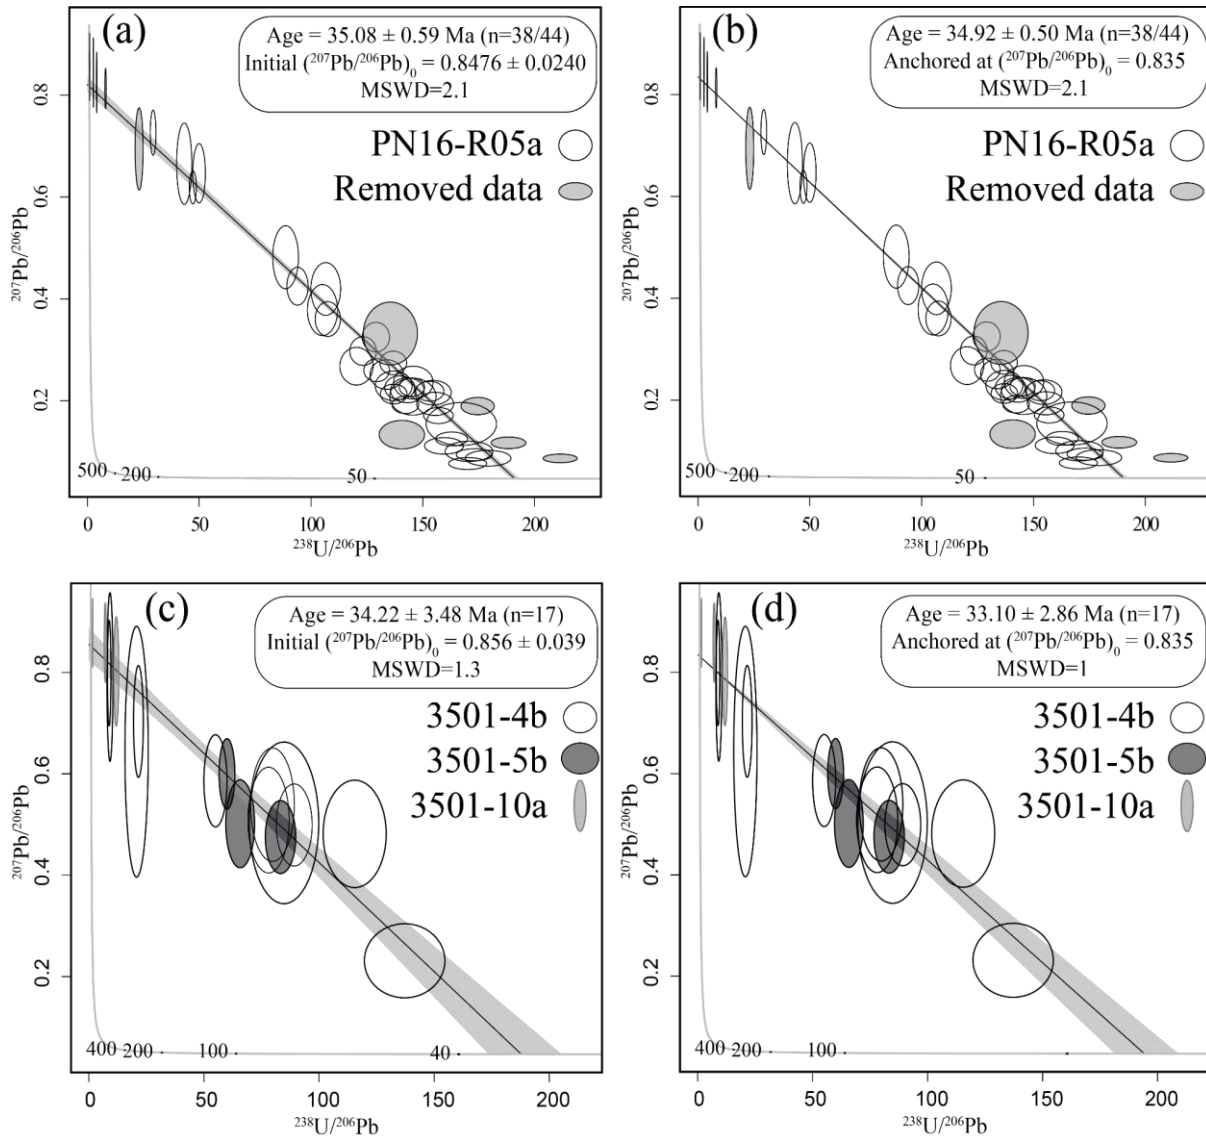 (a)
Age = 35.08 ± 0.59 Ma (n=38/44)
Initial (²⁰⁷Pb/²⁰⁶Pb)₀ = 0.8476 ± 0.0240
MSWD=2.1
PN16-R05a
Removed data
²⁰⁷Pb/²⁰⁶Pb
0.8
0.6
0.4
0.2
500
200
50
0 50 100 150 200
²³⁸U/²⁰⁶Pb
(b)
Age = 34.92 ± 0.50 Ma (n=38/44)
Anchored at (²⁰⁷Pb/²⁰⁶Pb)₀ = 0.835
MSWD=2.1
PN16-R05a
Removed data
²⁰⁷Pb/²⁰⁶Pb
0.8
0.6
0.4
0.2
500
200
50
0 50 100 150 200
²³⁸U/²⁰⁶Pb
(c)
Age = 34.22 ± 3.48 Ma (n=17)
Initial (²⁰⁷Pb/²⁰⁶Pb)₀ = 0.856 ± 0.039
MSWD=1.3
3501-4b
3501-5b
3501-10a
²⁰⁷Pb/²⁰⁶Pb
0.8
0.6
0.4
0.2
400
200
100
40
0 50 100 150 200
²³⁸U/²⁰⁶Pb
(d)
Age = 33.10 ± 2.86 Ma (n=17)
Anchored at (²⁰⁷Pb/²⁰⁶Pb)₀ = 0.835
MSWD=1
3501-4b
3501-5b
3501-10a
²⁰⁷Pb/²⁰⁶Pb
0.8
0.6
0.4
0.2
400
200
100
0 50 100 150 200
²³⁸U/²⁰⁶Pb